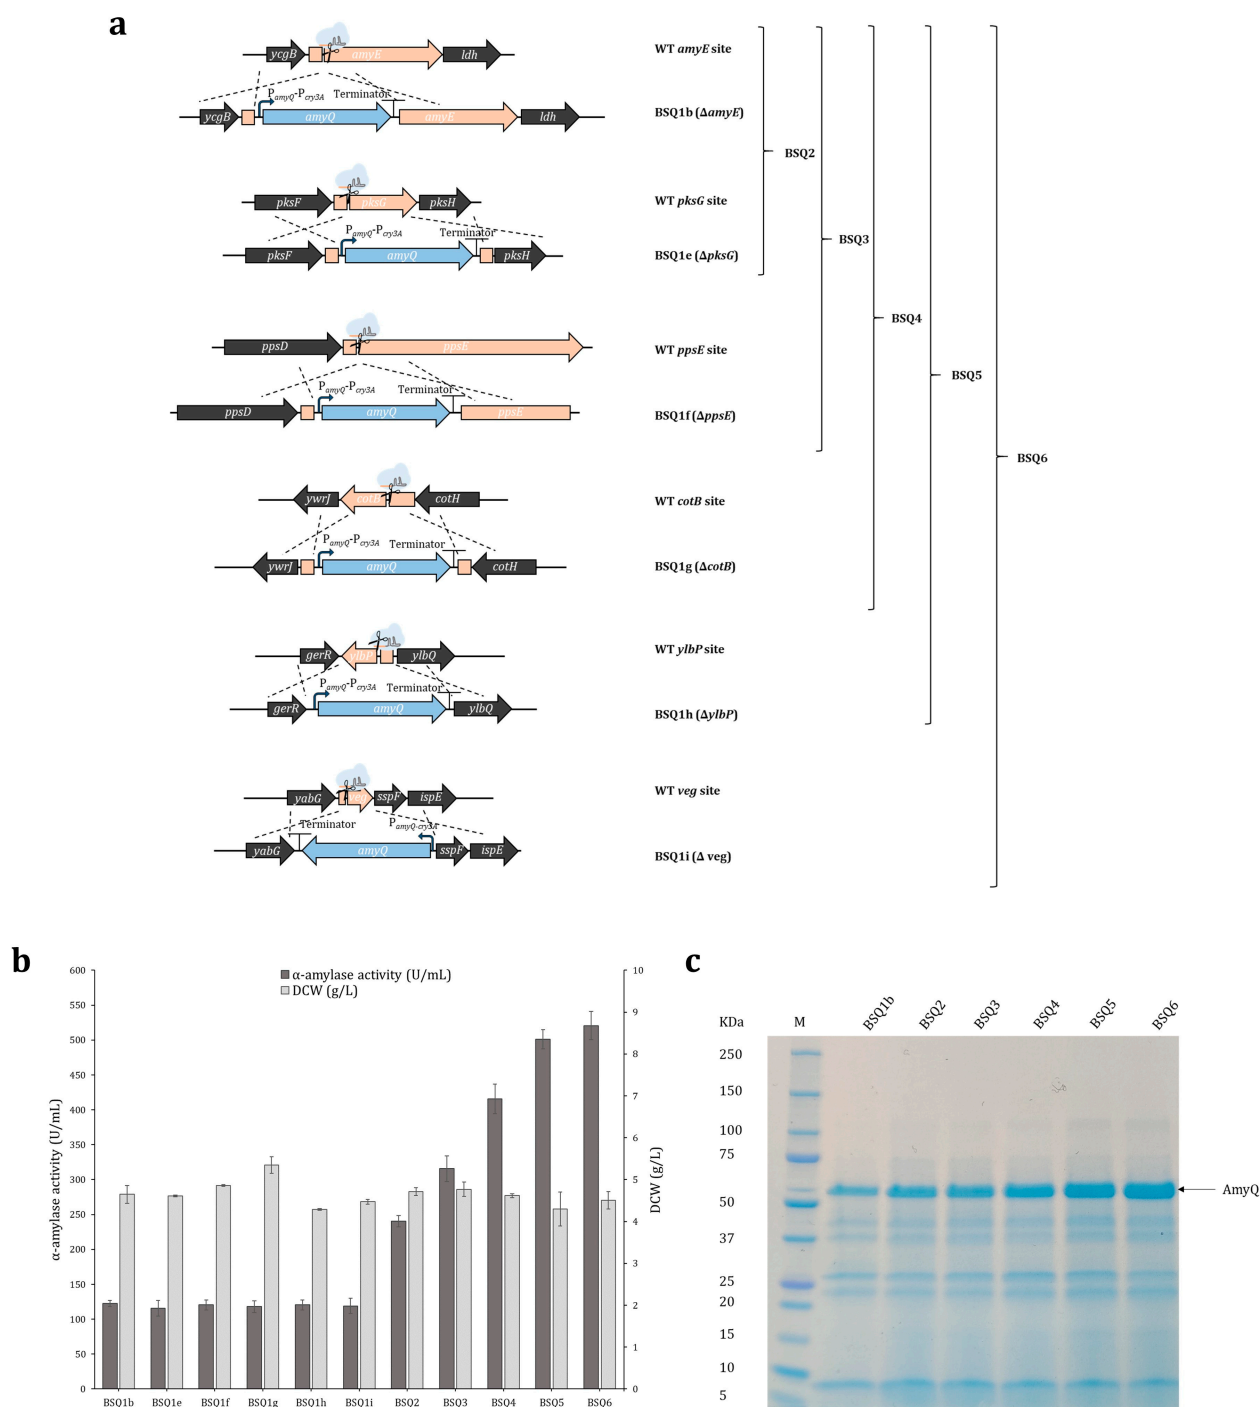 a
ycgB amyE ldh WT amyE site
PamyQ-Pcry3A Terminator
ycgB amyQ amyE ldh BSQ1b (ΔamyE)
BSQ2
pksF pksG pksH WT pksG site
PamyQ-Pcry3A Terminator
BSQ3
pksF amyQ pksH BSQ1e (ΔpksG)
BSQ4
ppsD ppsE WT ppsE site
BSQ5
PamyQ-Pcry3A Terminator
ppsD amyQ ppsE BSQ1f (ΔppsE)
BSQ6
ywrJ cotB cotH WT cotB site
PamyQ-Pcry3A Terminator
ywrJ amyQ cotH BSQ1g (ΔcotB)
gerR ylbP ylbQ WT ylbP site
PamyQ-Pcry3A Terminator
gerR amyQ ylbQ BSQ1h (ΔylbP)
yabG veg sspF ispE WT veg site
Terminator PamyQ-cry3A
yabG amyQ sspF ispE BSQ1i (Δ veg)
b
α-amylase activity (U/mL)
DCW (g/L)
α-amylase activity (U/mL)
600
550
500
450
400
350
300
250
200
150
100
50
0
10
9
8
7
6
5
4
3
2
1
0
DCW (g/L)
BSQ1b BSQ1e BSQ1f BSQ1g BSQ1h BSQ1i BSQ2 BSQ3 BSQ4 BSQ5 BSQ6
c
KDa M BSQ1b BSQ2 BSQ3 BSQ4 BSQ5 BSQ6
250
150
100
75
50
37
25
20
15
10
5
AmyQ